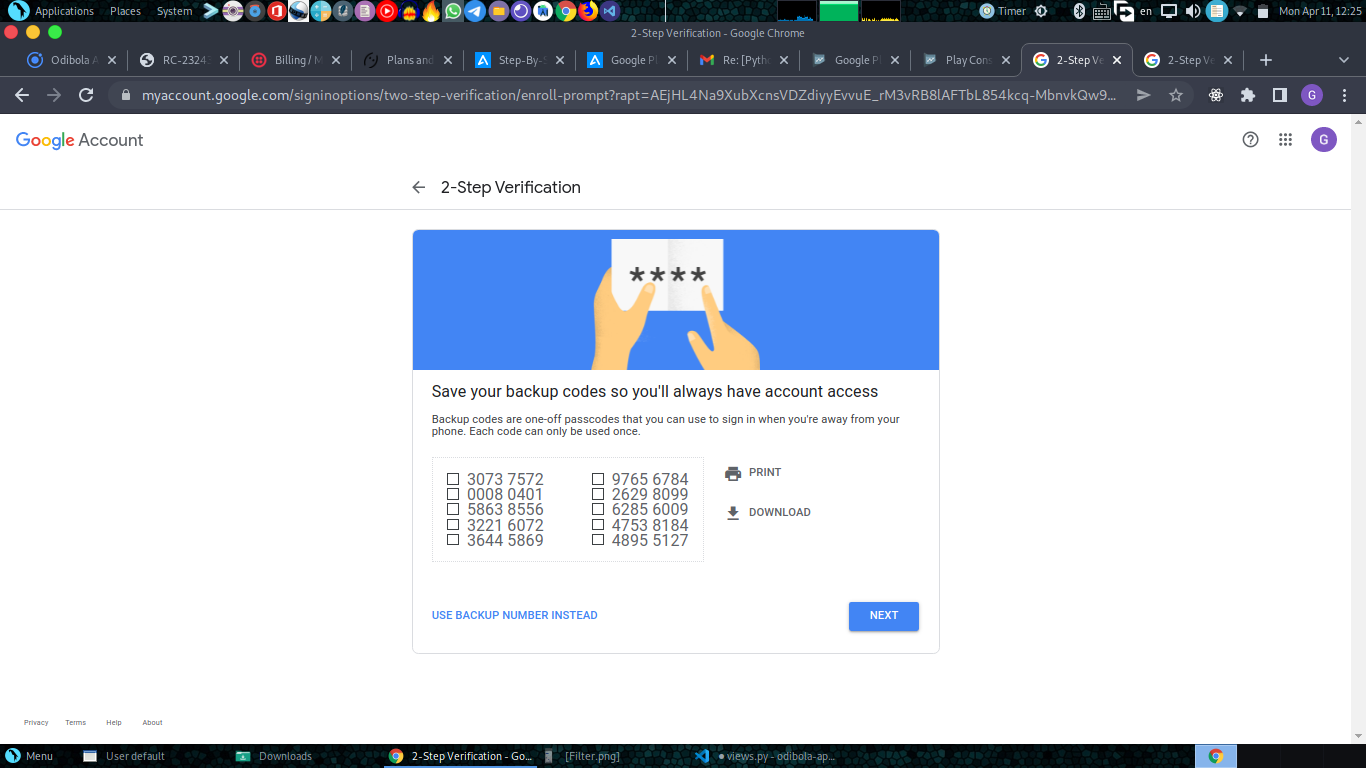 Applications Places System Timer en Mon Apr 11, 12:25
2-Step Verification - Google Chrome
Odibola A RC-2324 Billing / M Plans and Step-By-S Google Pl Re: [Pyth Google Pl Play Cons 2-Step Ve 2-Step Ve
myaccount.google.com/signinoptions/two-step-verification/enroll-prompt?rapt=AEjHL4Na9XubXcnsVDZdiyyEvvuE_rM3vRB8lAFTbL854kcq-MbnvkQw9...
G
Google Account
G
2-Step Verification
****
Save your backup codes so you'll always have account access
Backup codes are one-off passcodes that you can use to sign in when you're away from your
phone. Each code can only be used once.
3073 7572 9765 6784
0008 0401 2629 8099
5863 8556 6285 6009
3221 6072 4753 8184
3644 5869 4895 5127
PRINT
DOWNLOAD
USE BACKUP NUMBER INSTEAD NEXT
Privacy Terms Help About
Menu User default Downloads 2-Step Verification - Go... [Filter.png] views.py - odibola-ap...